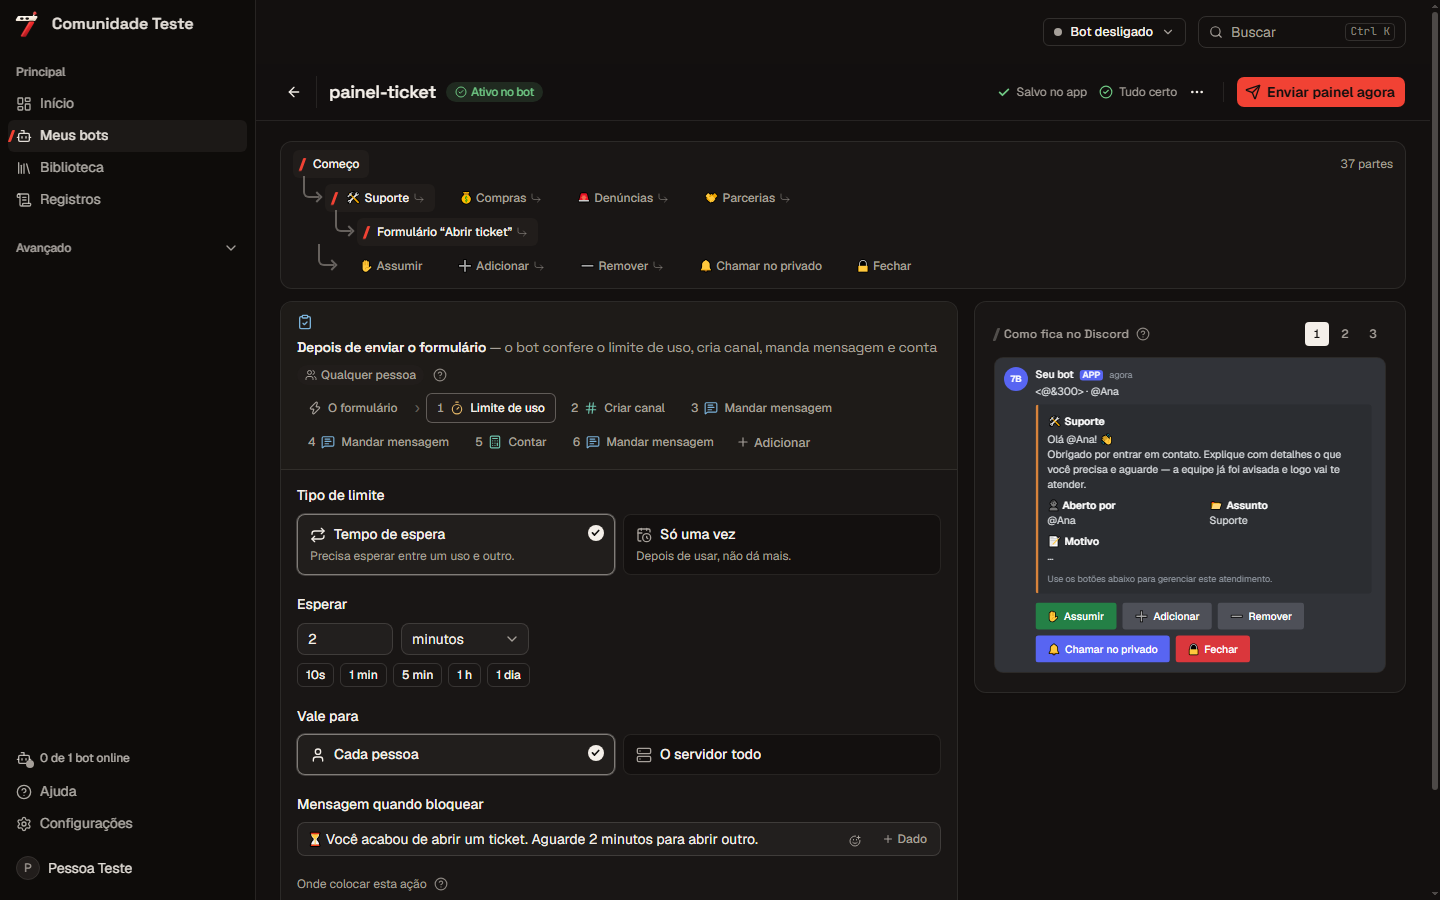 Comunidade Teste
Bot desligado
Buscar
Ctrl K
Principal
Início
Meus bots
Biblioteca
Registros
Avançado
painel-ticket
Ativo no bot
Salvo no app
Tudo certo
Enviar painel agora
Começo
37 partes
Suporte
Compras
Denúncias
Parcerias
Formulário “Abrir ticket”
Assumir
Adicionar
Remover
Chamar no privado
Fechar
Depois de enviar o formulário — o bot confere o limite de uso, cria canal, manda mensagem e conta
Qualquer pessoa
O formulário
1 Limite de uso
2 Criar canal
3 Mandar mensagem
4 Mandar mensagem
5 Contar
6 Mandar mensagem
+ Adicionar
Tipo de limite
Tempo de espera
Precisa esperar entre um uso e outro.
Só uma vez
Depois de usar, não dá mais.
Esperar
2
minutos
10s
1 min
5 min
1 h
1 dia
Vale para
Cada pessoa
O servidor todo
Mensagem quando bloquear
⏳ Você acabou de abrir um ticket. Aguarde 2 minutos para abrir outro.
+ Dado
Onde colocar esta ação
Como fica no Discord
1 2 3
7B
Seu bot APP agora
<@&300> · @Ana
Suporte
Olá @Ana! 👋
Obrigado por entrar em contato. Explique com detalhes o que
você precisa e aguarde — a equipe já foi avisada e logo vai te
atender.
Aberto por
@Ana
Assunto
Suporte
Motivo
–
Use os botões abaixo para gerenciar este atendimento.
Assumir
Adicionar
Remover
Chamar no privado
Fechar
0 de 1 bot online
Ajuda
Configurações
P
Pessoa Teste